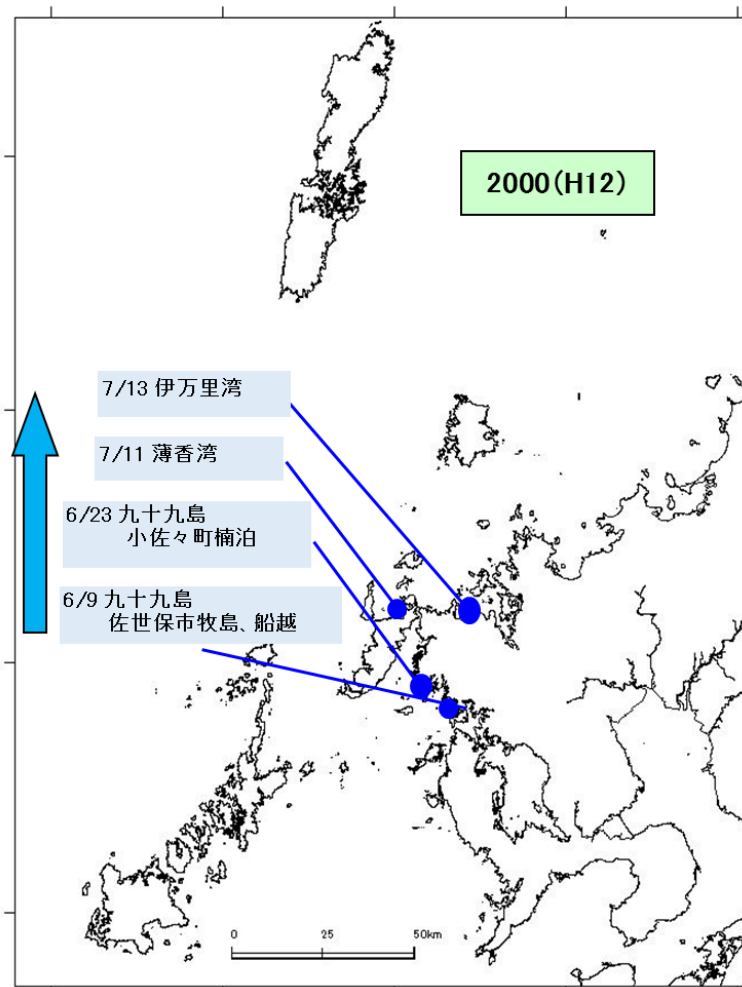 2000(H12)
7/13 伊万里湾
7/11 薄香湾
6/23 九十九島
小佐々町楠泊
6/9 九十九島
佐世保市牧島、船越
0 25 50km